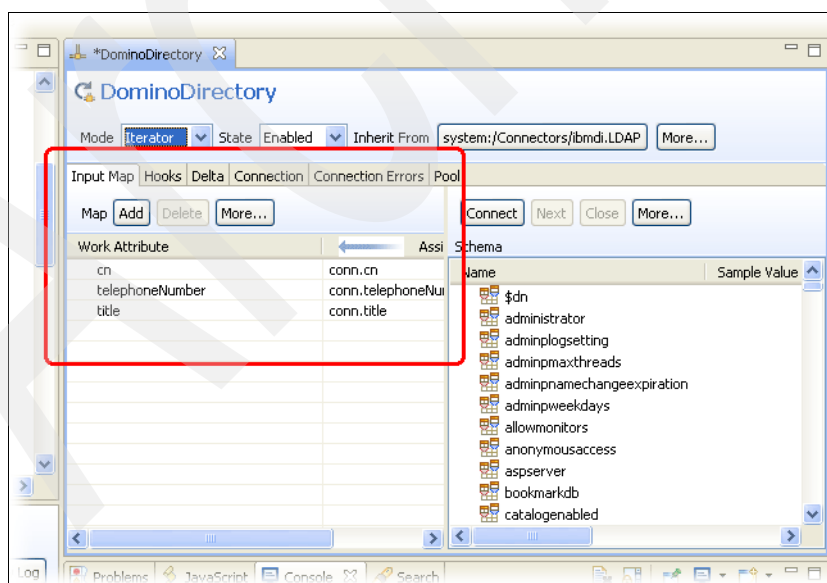 *DominoDirectory
DominoDirectory
Mode Iterator State Enabled Inherit From system:/Connectors/ibmdi.LDAP More...
Input Map Hooks Delta Connection Connection Errors Pool
Map Add Delete More... Connect Next Close More...
Work Attribute Assi Schema
cn conn.cn Name Sample Value
telephoneNumber conn.telephoneNu $dn
title conn.title administrator
adminplogsetting
adminpmaxthreads
adminpnamechangeexpiration
adminpweekdays
allowmonitors
anonymousaccess
aspserver
bookmarkdb
catalogenabled
Log Problems JavaScript Console Search